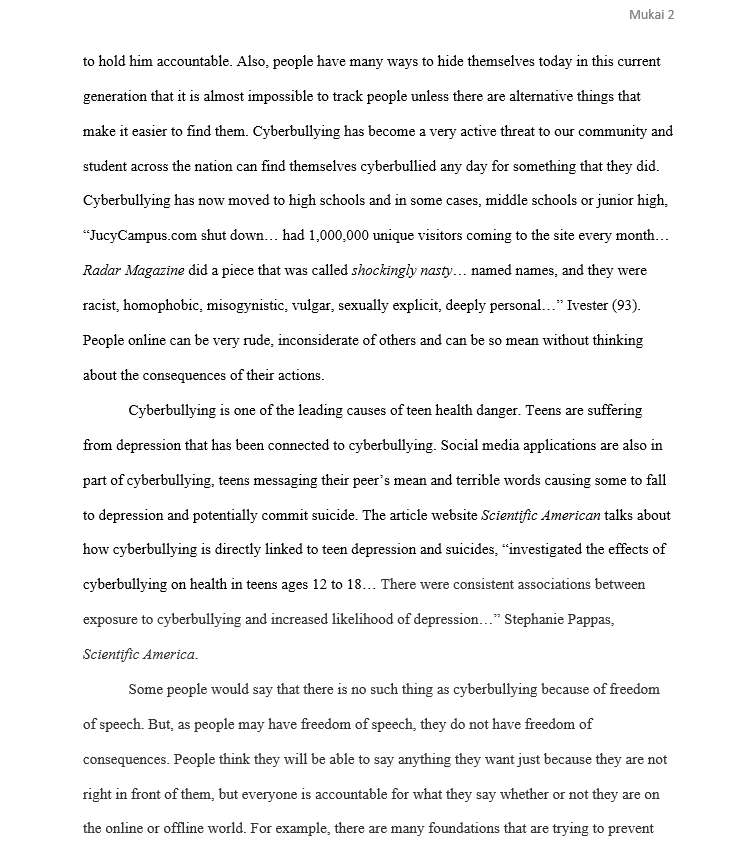 Mukai 2
to hold him accountable. Also, people have many ways to hide themselves today in this current
generation that it is almost impossible to track people unless there are alternative things that
make it easier to find them. Cyberbullying has become a very active threat to our community and
student across the nation can find themselves cyberbullied any day for something that they did.
Cyberbullying has now moved to high schools and in some cases, middle schools or junior high,
“JucyCampus.com shut down… had 1,000,000 unique visitors coming to the site every month…
Radar Magazine did a piece that was called shockingly nasty… named names, and they were
racist, homophobic, misogynistic, vulgar, sexually explicit, deeply personal…” Ivester (93).
People online can be very rude, inconsiderate of others and can be so mean without thinking
about the consequences of their actions.
Cyberbullying is one of the leading causes of teen health danger. Teens are suffering
from depression that has been connected to cyberbullying. Social media applications are also in
part of cyberbullying, teens messaging their peer’s mean and terrible words causing some to fall
to depression and potentially commit suicide. The article website Scientific American talks about
how cyberbullying is directly linked to teen depression and suicides, “investigated the effects of
cyberbullying on health in teens ages 12 to 18… There were consistent associations between
exposure to cyberbullying and increased likelihood of depression…” Stephanie Pappas,
Scientific America.
Some people would say that there is no such thing as cyberbullying because of freedom
of speech. But, as people may have freedom of speech, they do not have freedom of
consequences. People think they will be able to say anything they want just because they are not
right in front of them, but everyone is accountable for what they say whether or not they are on
the online or offline world. For example, there are many foundations that are trying to prevent